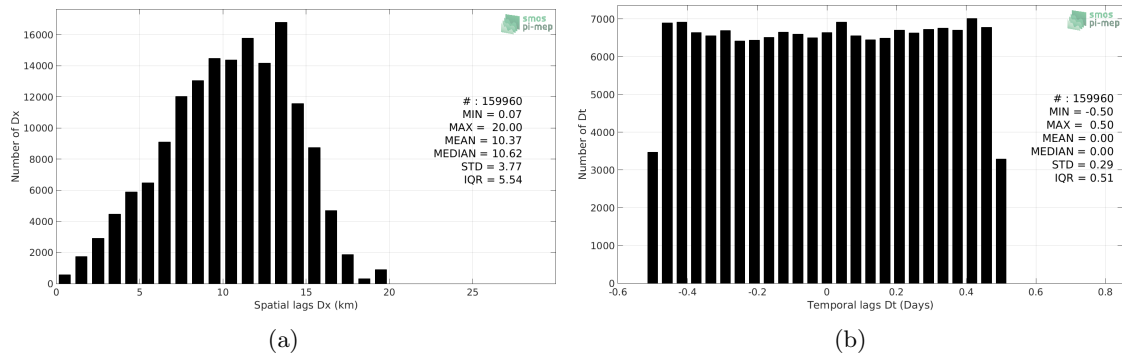 smos
pi-mep
16000
14000
12000
10000
8000
6000
4000
2000
0
Number of Dx
# : 159960
MIN = 0.07
MAX = 20.00
MEAN = 10.37
MEDIAN = 10.62
STD = 3.77
IQR = 5.54
0 5 10 15 20 25
Spatial lags Dx (km)
(a)
smos
pi-mep
7000
6000
5000
4000
3000
2000
1000
0
Number of Dt
# : 159960
MIN = -0.50
MAX = 0.50
MEAN = 0.00
MEDIAN = 0.00
STD = 0.29
IQR = 0.51
-0.6 -0.4 -0.2 0 0.2 0.4 0.6 0.8
Temporal lags Dt (Days)
(b)